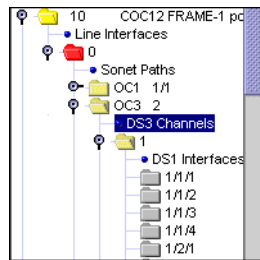 10 COC12 FRAME-1
Line Interfaces
0
Sonet Paths
OC1 1/1
OC3 2
DS3 Channels
1
DS1 Interfaces
1/1/1
1/1/2
1/1/3
1/1/4
1/2/1